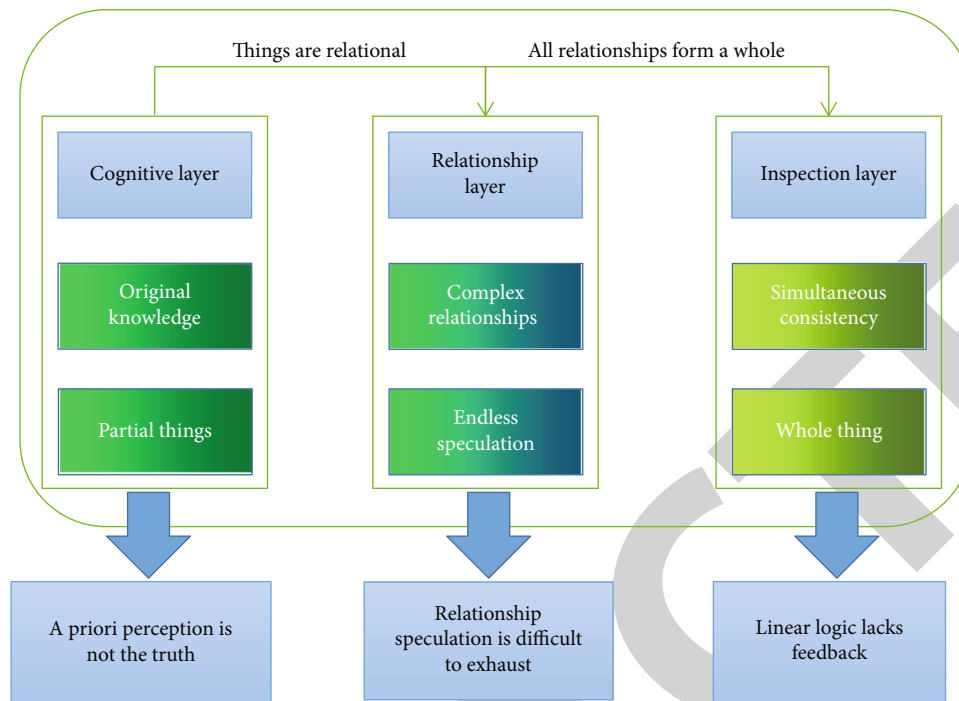 Things are relational
All relationships form a whole
Cognitive layer
Relationship
layer
Inspection layer
Original
knowledge
Complex
relationships
Simultaneous
consistency
Partial things
Endless
speculation
Whole thing
A priori perception is
not the truth
Relationship
speculation is difficult
to exhaust
Linear logic lacks
feedback